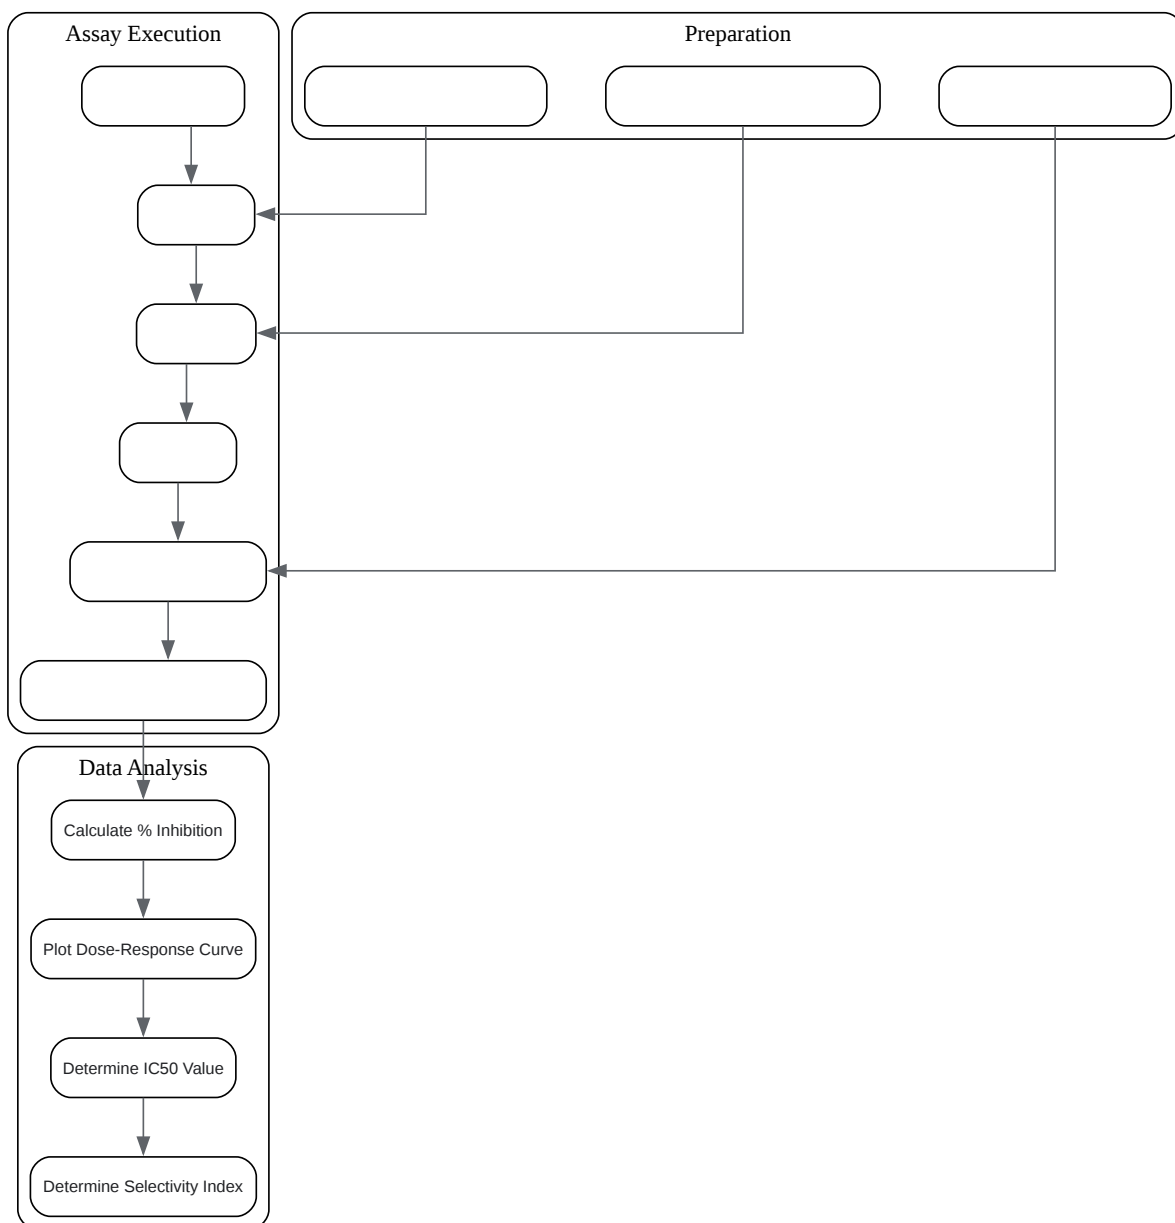 Assay Execution
Preparation
Data Analysis
Calculate % Inhibition
Plot Dose-Response Curve
Determine IC50 Value
Determine Selectivity Index